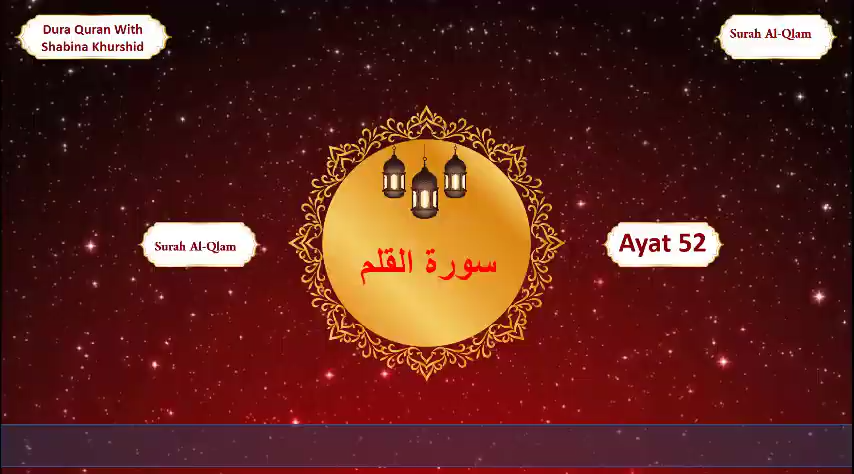 Dura Quran With
Shabina Khurshid
Surah Al-Qlam
سورة القلم
Surah Al-Qlam
Ayat 52